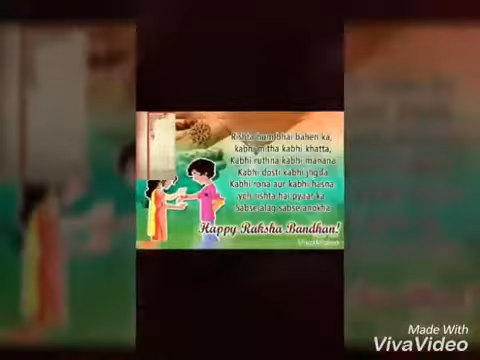 Rishta hum bhai bahen ka,
kabhi mitha kabhi khatta,
Kabhi ruthna kabhi manana
Kabhi dosti kabhi jhgda
Kabhi rona aur kabhi hasna,
yeh rishta hai pyaar ka
Sabse alag sabse anokha
Happy Raksha Bandhan!
Made With
VivaVideo